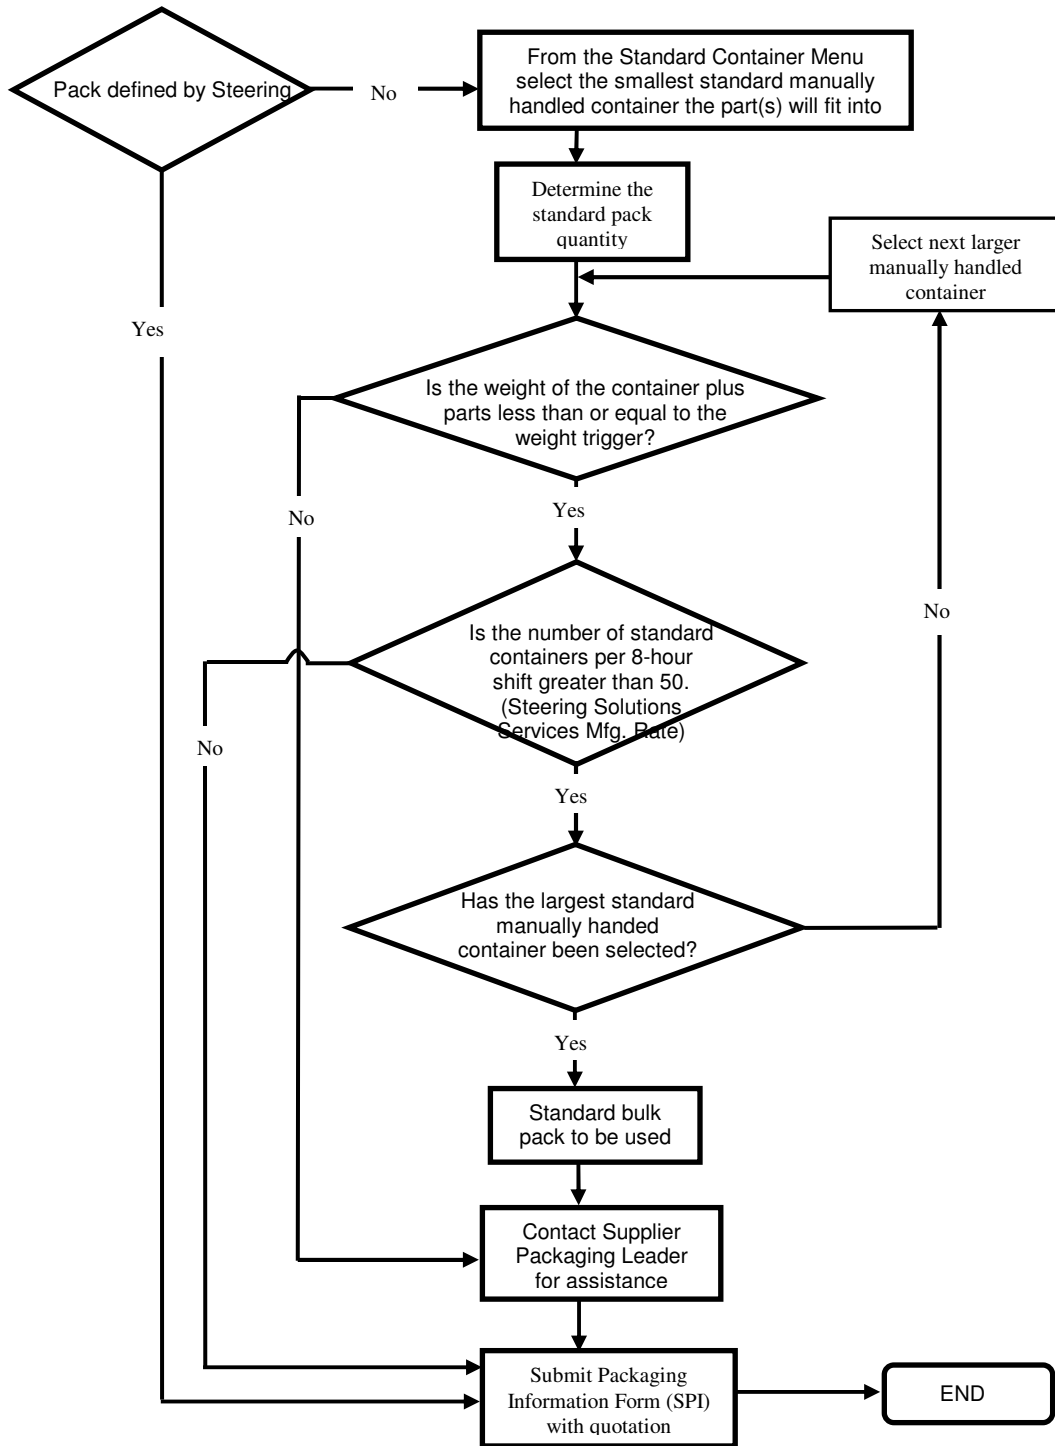 Pack defined by Steering
No
From the Standard Container Menu
select the smallest standard manually
handled container the part(s) will fit into
Determine the
standard pack
quantity
Select next larger
manually handled
container
Yes
Is the weight of the container plus
parts less than or equal to the
weight trigger?
No
Yes
Is the number of standard
containers per 8-hour
shift greater than 50.
(Steering Solutions
Services Mfg. Rate)
No
No
Yes
Has the largest standard
manually handed
container been selected?
Yes
Standard bulk
pack to be used
Contact Supplier
Packaging Leader
for assistance
Submit Packaging
Information Form (SPI)
with quotation
END